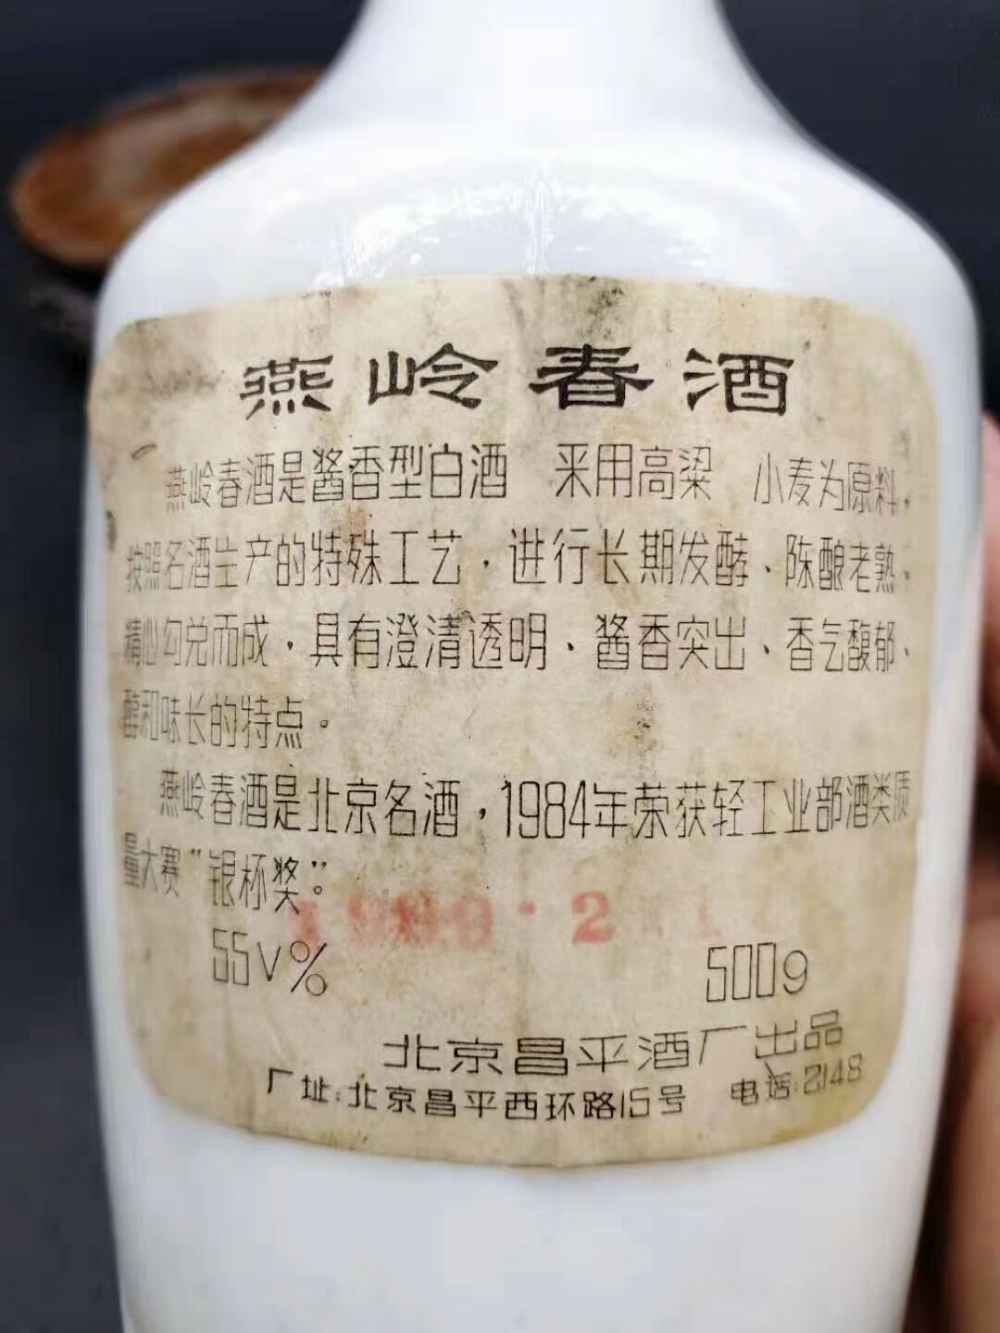 燕岭春酒
燕岭春酒是酱香型白酒 采用高粱 小麦为原料，
按照名酒生产的特殊工艺，进行长期发酵、陈酿老熟、
精心勾兑而成，具有澄清透明、酱香突出、香气馥郁、
醇和味长的特点。
燕岭春酒是北京名酒，1984年荣获轻工业部酒类质
量大赛“银杯奖”。
55V% 500g
北京昌平酒厂出品
厂址：北京昌平西环路15号 电话：2148